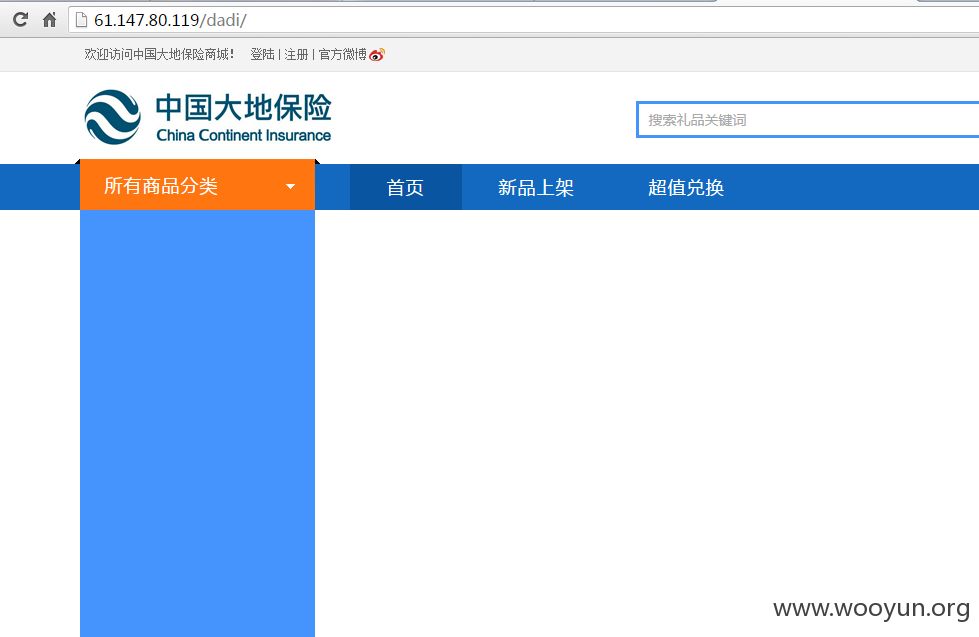 61.147.80.119/dadi/
欢迎访问中国大地保险商城! 登陆 | 注册 | 官方微博
中国大地保险
China Continent Insurance
搜索礼品关键词
所有商品分类 首页 新品上架 超值兑换
www.wooyun.org